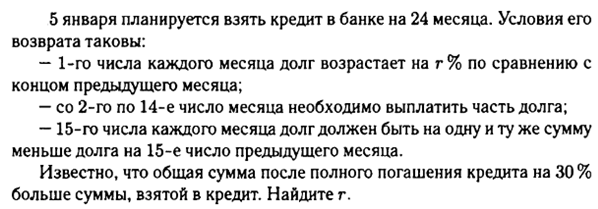 5 января планируется взять кредит в банке на 24 месяца. Условия его
возврата таковы:
— 1-го числа каждого месяца долг возрастает на r % по сравнению с
концом предыдущего месяца;
— со 2-го по 14-е число месяца необходимо выплатить часть долга;
— 15-го числа каждого месяца долг должен быть на одну и ту же сумму
меньше долга на 15-е число предыдущего месяца.
Известно, что общая сумма после полного погашения кредита на 30 %
больше суммы, взятой в кредит. Найдите r.